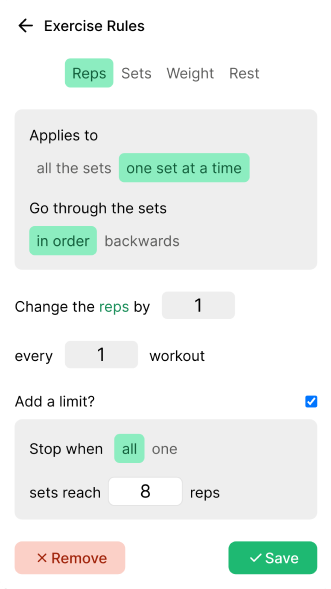 Exercise Rules
Reps Sets Weight Rest
Applies to
all the sets one set at a time
Go through the sets
in order backwards
Change the reps by 1
every 1 workout
Add a limit?
Stop when all one
sets reach 8 reps
Remove Save